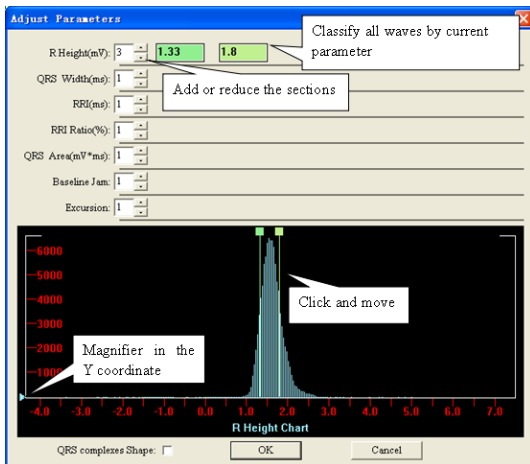 Adjust Parameters
Classify all waves by current
parameter
R Height(mV): 3 1.33 1.8
Add or reduce the sections
QRS Width(ms): 1
RRI(ms): 1
RRI Ratio(%): 1
QRS Area(mV*ms): 1
Baseline Jam: 1
Excursion: 1
6000
5000
4000
3000
2000
1000
Click and move
Magnifier in the
Y coordinate
-4.0 -3.0 -2.0 -1.0 0.0 1.0 2.0 3.0 4.0 5.0 6.0 7.0
R Height Chart
QRS complexes Shape: OK Cancel